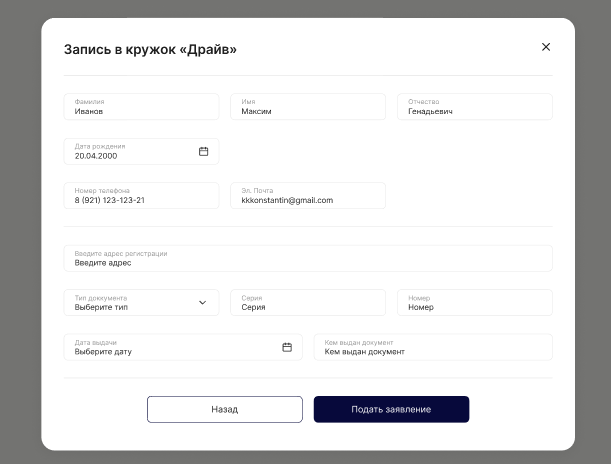 Запись в кружок «Драйв»
Фамилия
Иванов
Имя
Максим
Отчество
Генадьевич
Дата рождения
20.04.2000
Номер телефона
8 (921) 123-123-21
Эл. Почта
kkkonstantin@gmail.com
Введите адрес регистрации
Введите адрес
Тип документа
Выберите тип
Серия
Серия
Номер
Номер
Дата выдачи
Выберите дату
Кем выдан документ
Кем выдан документ
Назад
Подать заявление